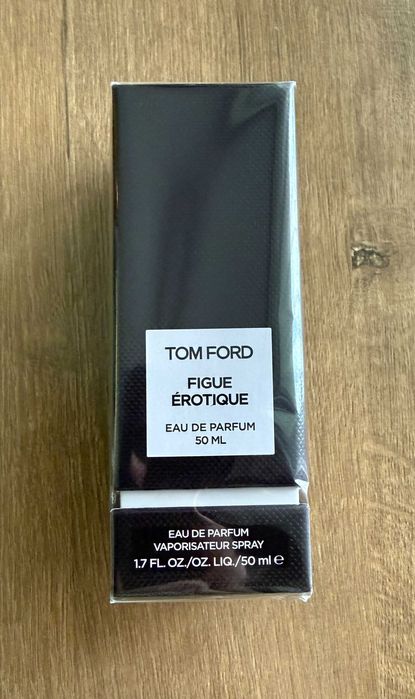 TOM FORD
FIGUE
ÉROTIQUE
EAU DE PARFUM
50 ML
EAU DE PARFUM
VAPORISATEUR SPRAY
1.7 FL. OZ./OZ. LIQ./50 ml ℮